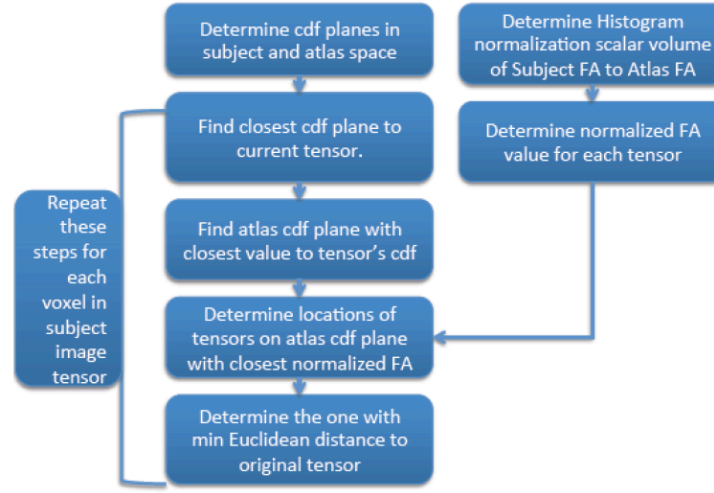 Determine cdf planes in
subject and atlas space
Find closest cdf plane to
current tensor.
Find atlas cdf plane with
closest value to tensor's cdf
Determine locations of
tensors on atlas cdf plane
with closest normalized FA
Determine the one with
min Euclidean distance to
original tensor
Repeat
these
steps for
each
voxel in
subject
image
tensor
Determine Histogram
normalization scalar volume
of Subject FA to Atlas FA
Determine normalized FA
value for each tensor